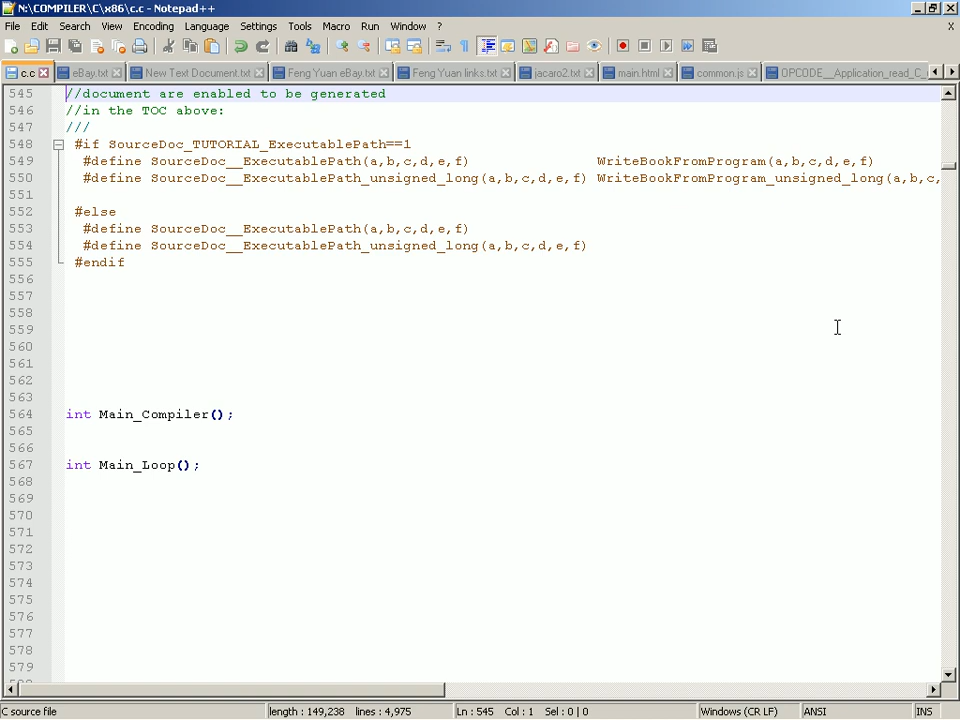 N:\COMPILER\C\x86\c.c - Notepad++
File Edit Search View Encoding Language Settings Tools Macro Run Window ? X
c.c eBay.txt New Text Document.txt Feng Yuan eBay.txt Feng Yuan links.txt jacaro2.txt main.html common.js OPCODE__Application_read_C_
545 //document are enabled to be generated
546 //in the TOC above:
547 ///
548 #if SourceDoc_TUTORIAL_ExecutablePath==1
549 #define SourceDoc__ExecutablePath(a,b,c,d,e,f) WriteBookFromProgram(a,b,c,d,e,f)
550 #define SourceDoc__ExecutablePath_unsigned_long(a,b,c,d,e,f) WriteBookFromProgram_unsigned_long(a,b,c,
551
552 #else
553 #define SourceDoc__ExecutablePath(a,b,c,d,e,f)
554 #define SourceDoc__ExecutablePath_unsigned_long(a,b,c,d,e,f)
555 #endif
556
557
558
559
560
561
562
563
564 int Main_Compiler();
565
566
567 int Main_Loop();
568
569
570
571
572
573
574
575
576
577
578
579
C source file length : 149,238 lines : 4,975 Ln : 545 Col : 1 Sel : 0 | 0 Windows (CR LF) ANSI INS